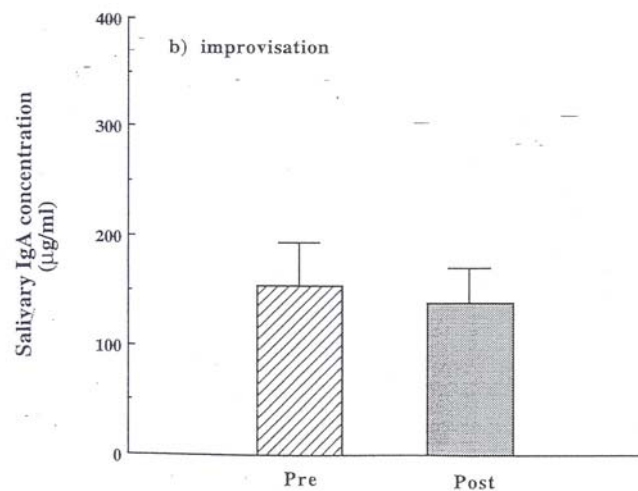 400
b) improvisation
300
200
100
0
Salivary IgA concentration
(µg/ml)
Pre
Post